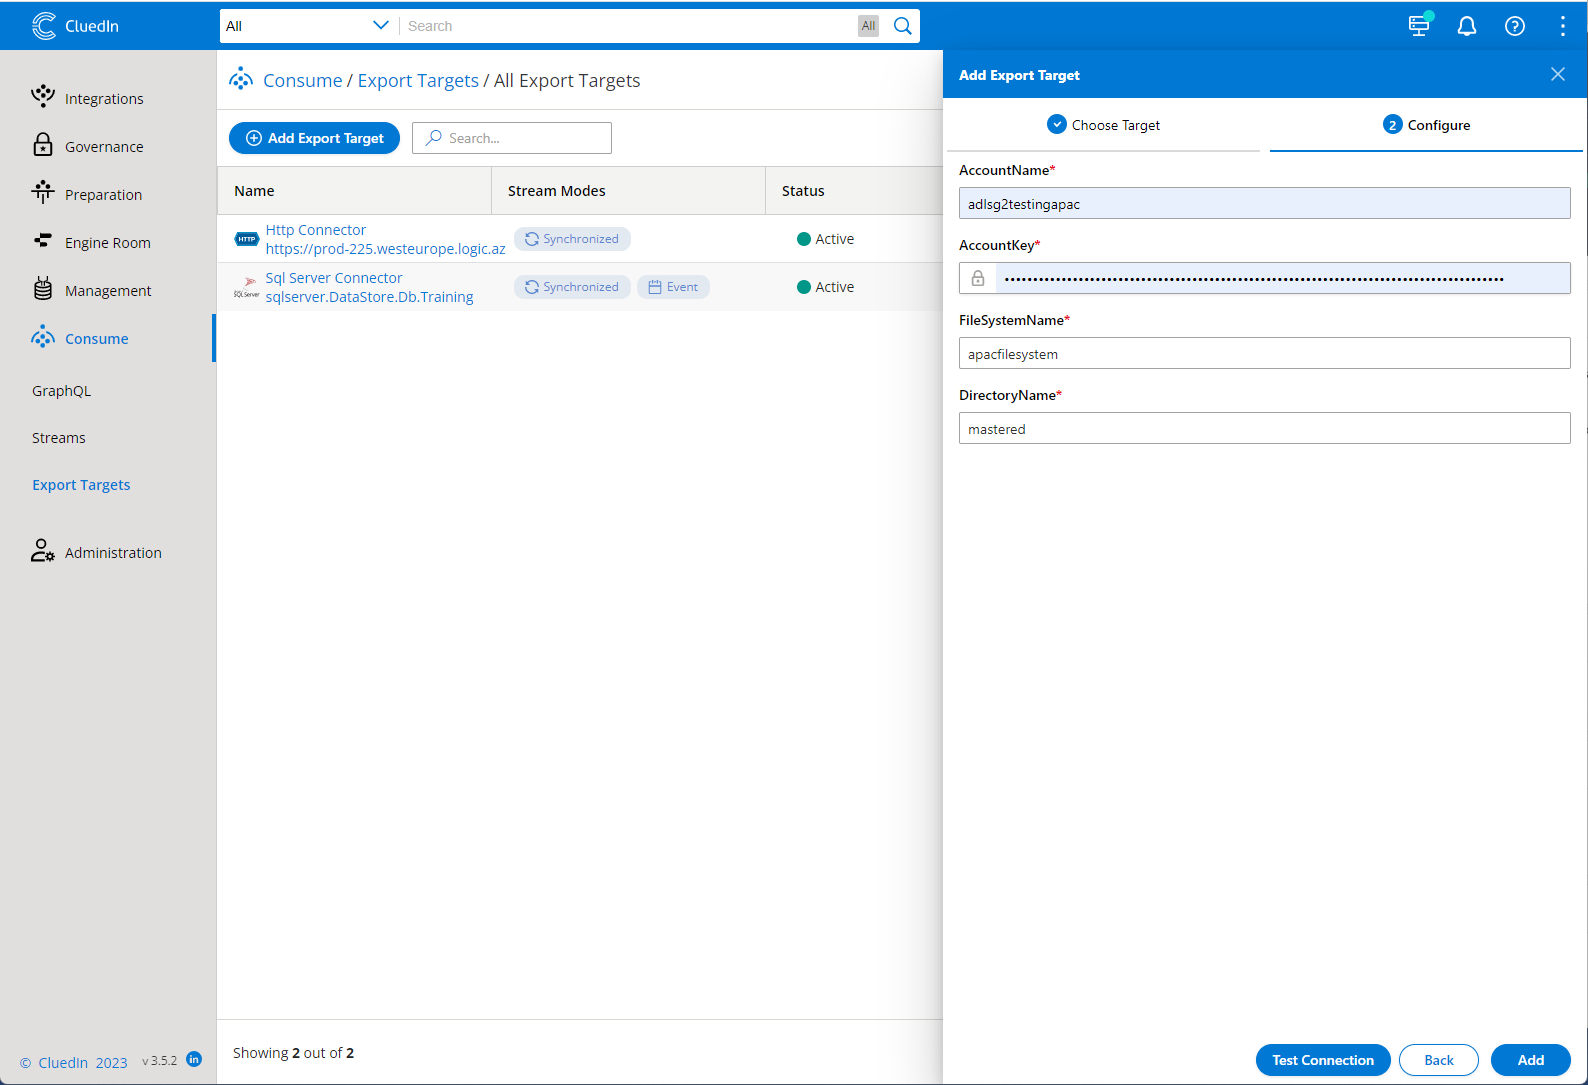 CluedIn
All
Search
All
Integrations
Governance
Preparation
Engine Room
Management
Consume
GraphQL
Streams
Export Targets
Administration
© CluedIn 2023 v 3.5.2 in
Consume / Export Targets / All Export Targets
Add Export Target
Search...
Name Stream Modes Status
HTTP
Http Connector
https://prod-225.westeurope.logic.az
Synchronized
Active
SQL Server
Sql Server Connector
sqlserver.DataStore.Db.Training
Synchronized
Event
Active
Showing 2 out of 2
Add Export Target
Choose Target
2 Configure
AccountName*
adlsg2testingapac
AccountKey*
FileSystemName*
apacfilesystem
DirectoryName*
mastered
Test Connection
Back
Add